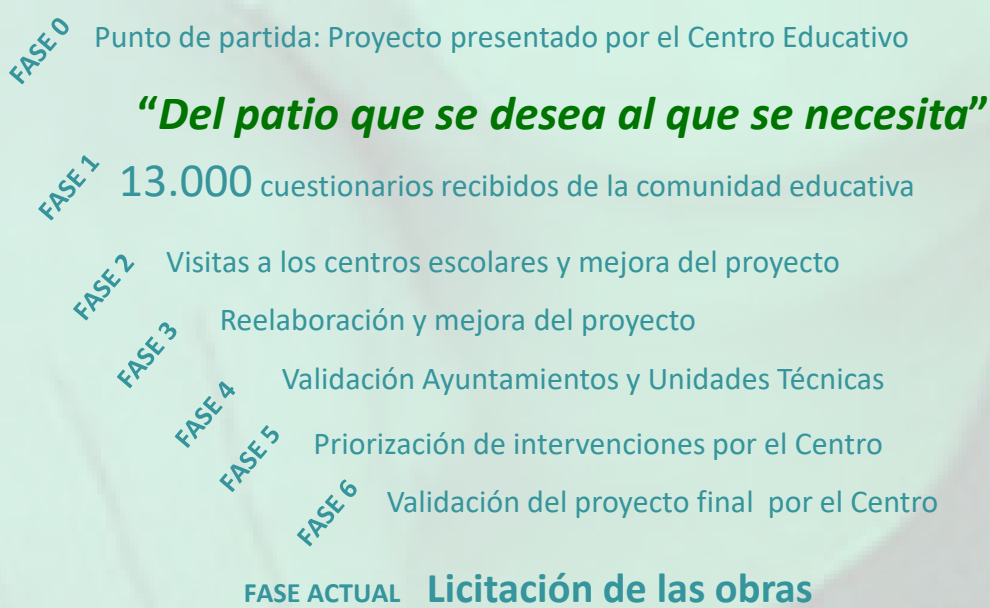 FASE 0 Punto de partida: Proyecto presentado por el Centro Educativo
“Del patio que se desea al que se necesita”
FASE 1 13.000 cuestionarios recibidos de la comunidad educativa
FASE 2 Visitas a los centros escolares y mejora del proyecto
FASE 3 Reelaboración y mejora del proyecto
FASE 4 Validación Ayuntamientos y Unidades Técnicas
FASE 5 Priorización de intervenciones por el Centro
FASE 6 Validación del proyecto final por el Centro
FASE ACTUAL Licitación de las obras